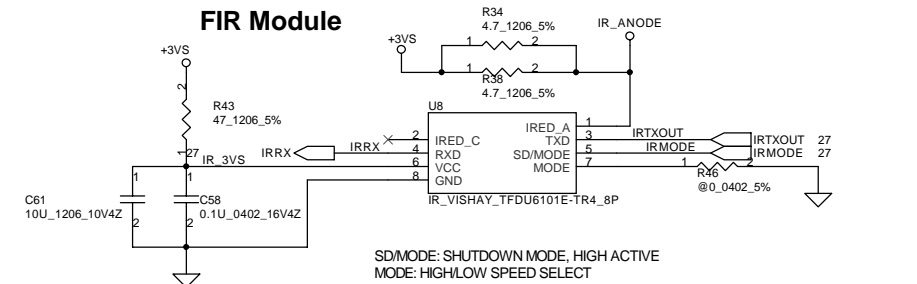 FIR Module
+3VS
2
R43
47_1206_5%
1
27
IR_3VS
IRRX
IRRX
1
C61
10U_1206_10V4Z
2
1
C58
0.1U_0402_16V4Z
2
+3VS
R34
4.7_1206_5%
1
2
1
2
R38
4.7_1206_5%
IR_ANODE
U8
2
IRED_C
4
RXD
6
VCC
8
GND
IRED_A
1
TXD
3
SD/MODE
5
MODE
7
IR_VISHAY_TFDU6101E-TR4_8P
IRTXOUT
IRTXOUT 27
IRMODE
IRMODE 27
1
2
R46
@0_0402_5%
SD/MODE: SHUTDOWN MODE, HIGH ACTIVE
MODE: HIGH/LOW SPEED SELECT